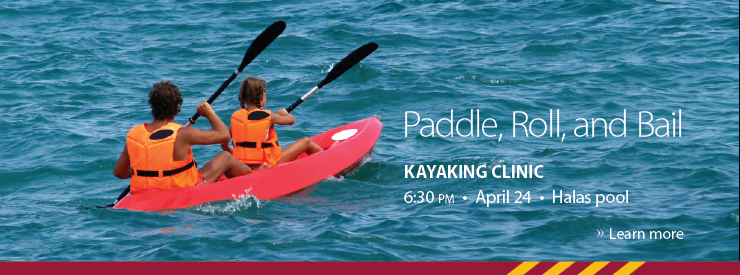 Paddle, Roll, and Bail
KAYAKING CLINIC
6:30 PM • April 24 • Halas pool
» Learn more